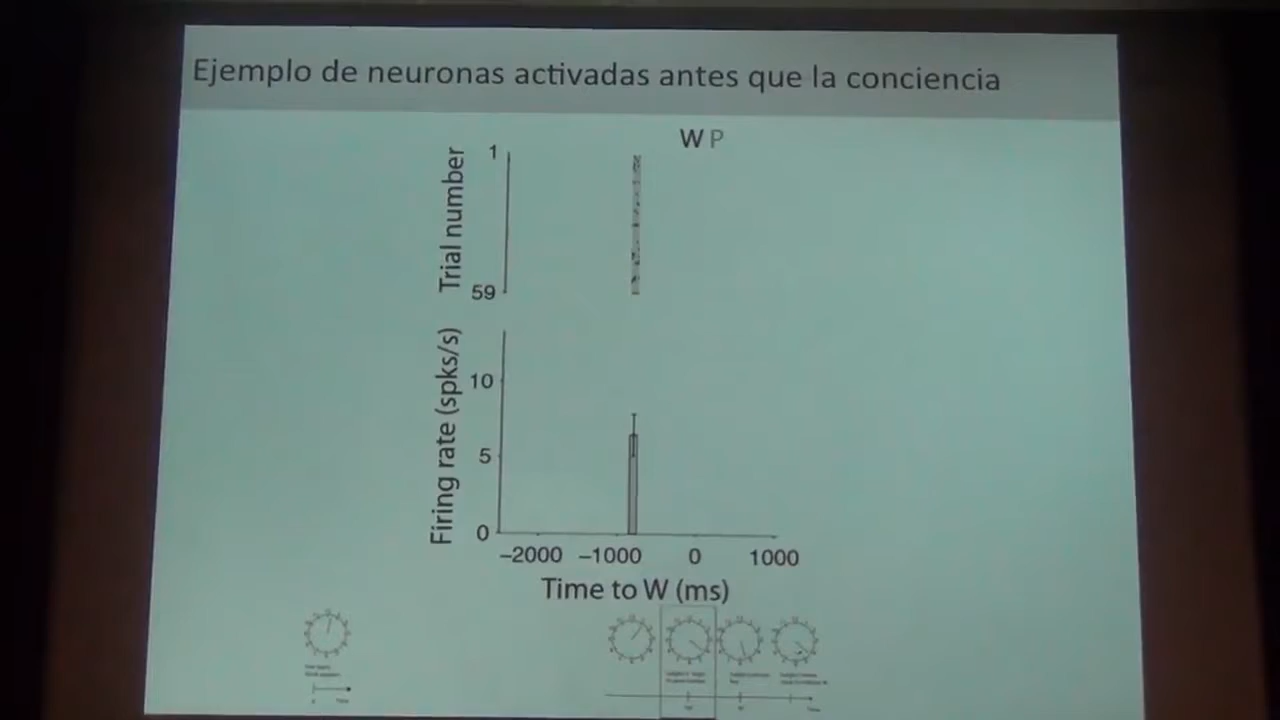 Ejemplo de neuronas activadas antes que la conciencia
W P
Trial number
1
59
Firing rate (spks/s)
10
5
0
−2000 −1000 0 1000
Time to W (ms)